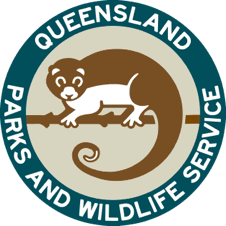 QUEENSLAND
PARKS AND WILDLIFE SERVICE